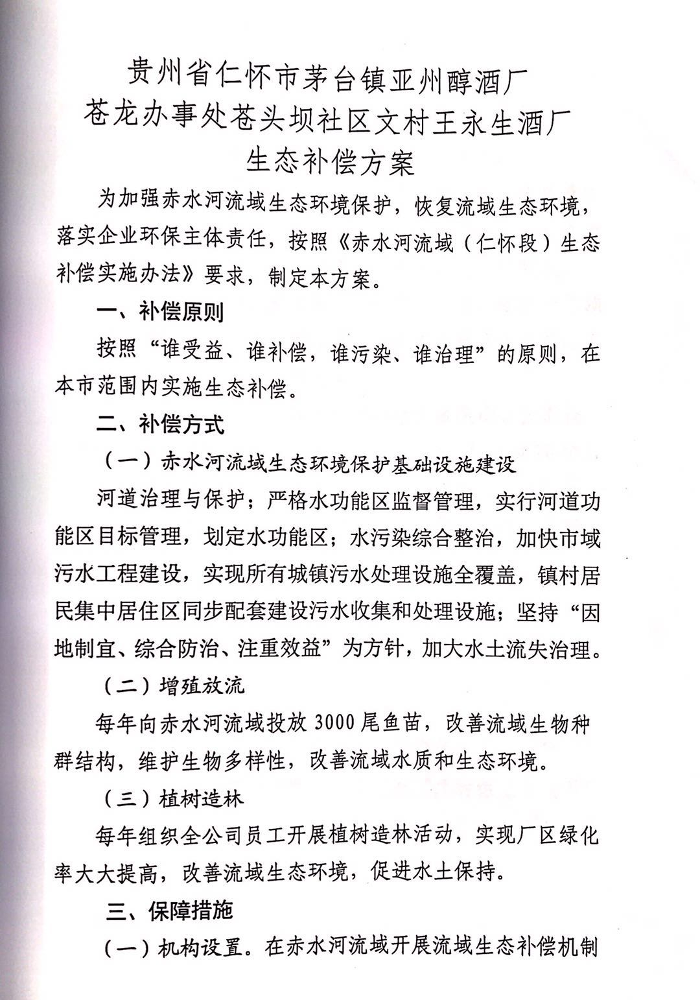 贵州省仁怀市茅台镇亚州醇酒厂
苍龙办事处苍头坝社区文村王永生酒厂
生态补偿方案
为加强赤水河流域生态环境保护，恢复流域生态环境，
落实企业环保主体责任，按照《赤水河流域（仁怀段）生态
补偿实施办法》要求，制定本方案。
一、补偿原则
按照“谁受益、谁补偿，谁污染、谁治理”的原则，在
本市范围内实施生态补偿。
二、补偿方式
（一）赤水河流域生态环境保护基础设施建设
河道治理与保护；严格水功能区监督管理，实行河道功
能区目标管理，划定水功能区；水污染综合整治，加快市域
污水工程建设，实现所有城镇污水处理设施全覆盖，镇村居
民集中居住区同步配套建设污水收集和处理设施；坚持“因
地制宜、综合防治、注重效益”为方针，加大水土流失治理。
（二）增殖放流
每年向赤水河流域投放 3000 尾鱼苗，改善流域生物种
群结构，维护生物多样性，改善流域水质和生态环境。
（三）植树造林
每年组织全公司员工开展植树造林活动，实现厂区绿化
率大大提高，改善流域生态环境，促进水土保持。
三、保障措施
（一）机构设置。在赤水河流域开展流域生态补偿机制